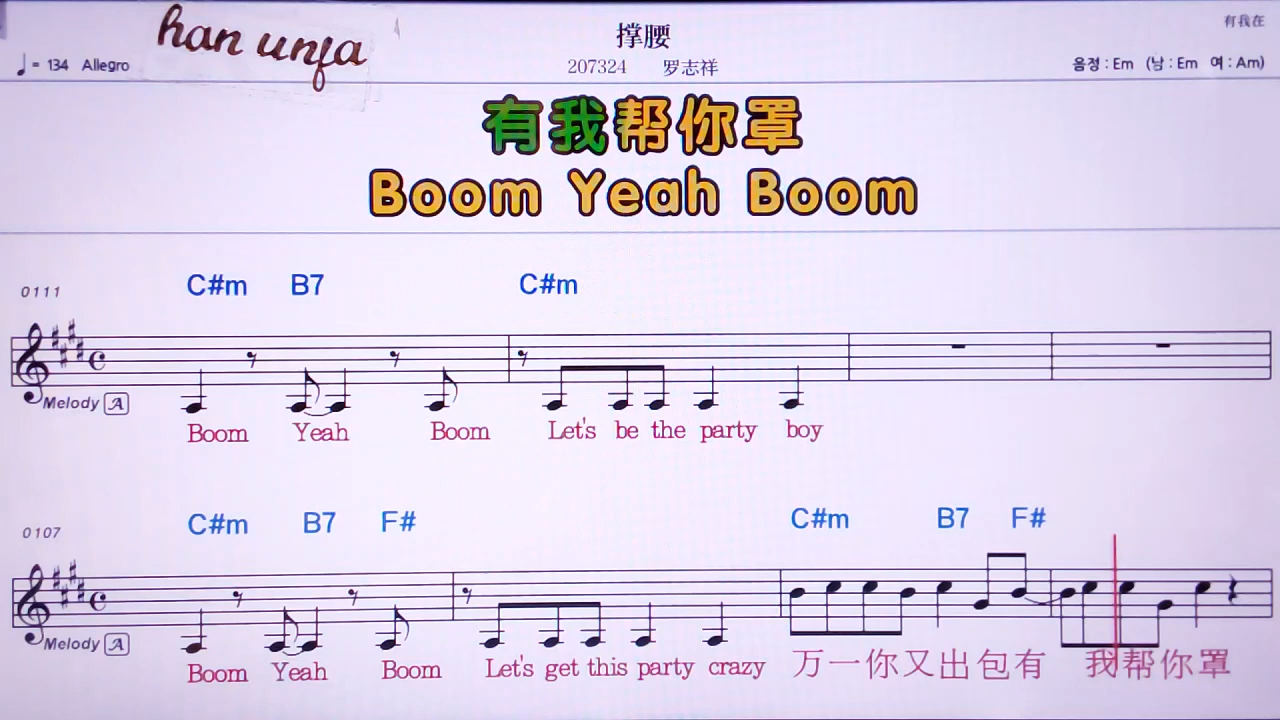 han unfa
撑腰
有我在
♩= 134 Allegro
207324 罗志祥
음정 : Em (남 : Em 여 : Am)
有我帮你罩
Boom Yeah Boom
C#m B7 C#m
0111
Melody A
Boom Yeah Boom Let's be the party boy
C#m B7 F# C#m B7 F#
0107
Melody A
Boom Yeah Boom Let's get this party crazy 万一你又出包有 我帮你罩